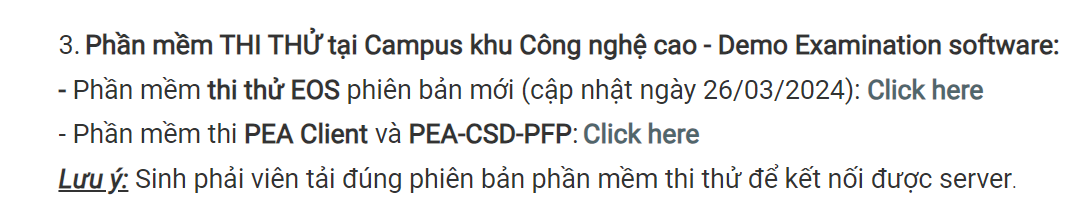 3. Phần mềm THI THỬ tại Campus khu Công nghệ cao - Demo Examination software:
- Phần mềm thi thử EOS phiên bản mới (cập nhật ngày 26/03/2024): Click here
- Phần mềm thi PEA Client và PEA-CSD-PFP: Click here
Lưu ý: Sinh phải viên tải đúng phiên bản phần mềm thi thử để kết nối được server.